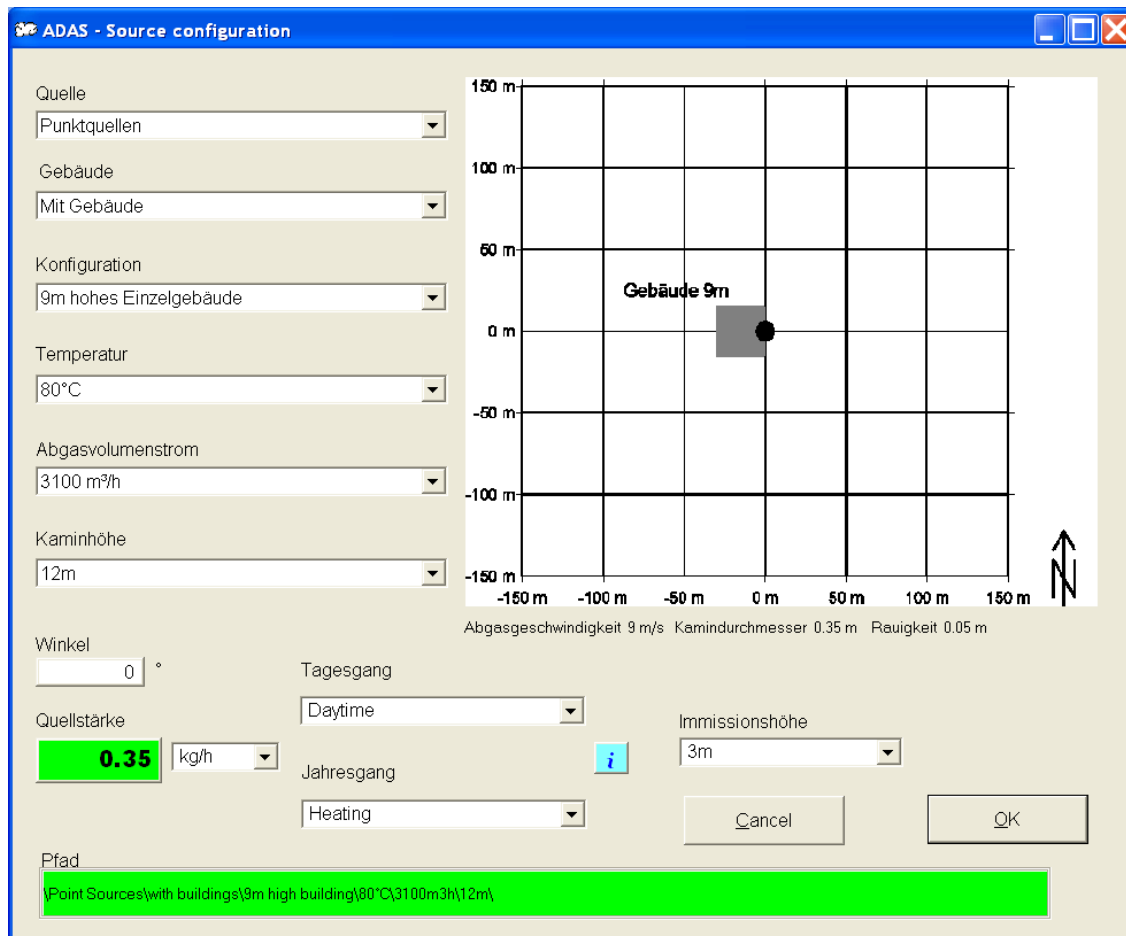 ADAS - Source configuration
Quelle
Punktquellen
Gebäude
Mit Gebäude
Konfiguration
9m hohes Einzelgebäude
Temperatur
80°C
Abgasvolumenstrom
3100 m³/h
Kaminhöhe
12m
150 m
100 m
50 m
0 m
-50 m
-100 m
-150 m
Gebäude 9m
-150 m -100 m -50 m 0 m 50 m 100 m 150 m
N
Abgasgeschwindigkeit 9 m/s Kamindurchmesser 0.35 m Rauigkeit 0.05 m
Winkel
0 °
Quellstärke
0.35 kg/h
Tagesgang
Daytime
Jahresgang
Heating
i
Immissionshöhe
3m
Cancel
OK
Pfad
\Point Sources\with buildings\9m high building\80°C\3100m3h\12m\